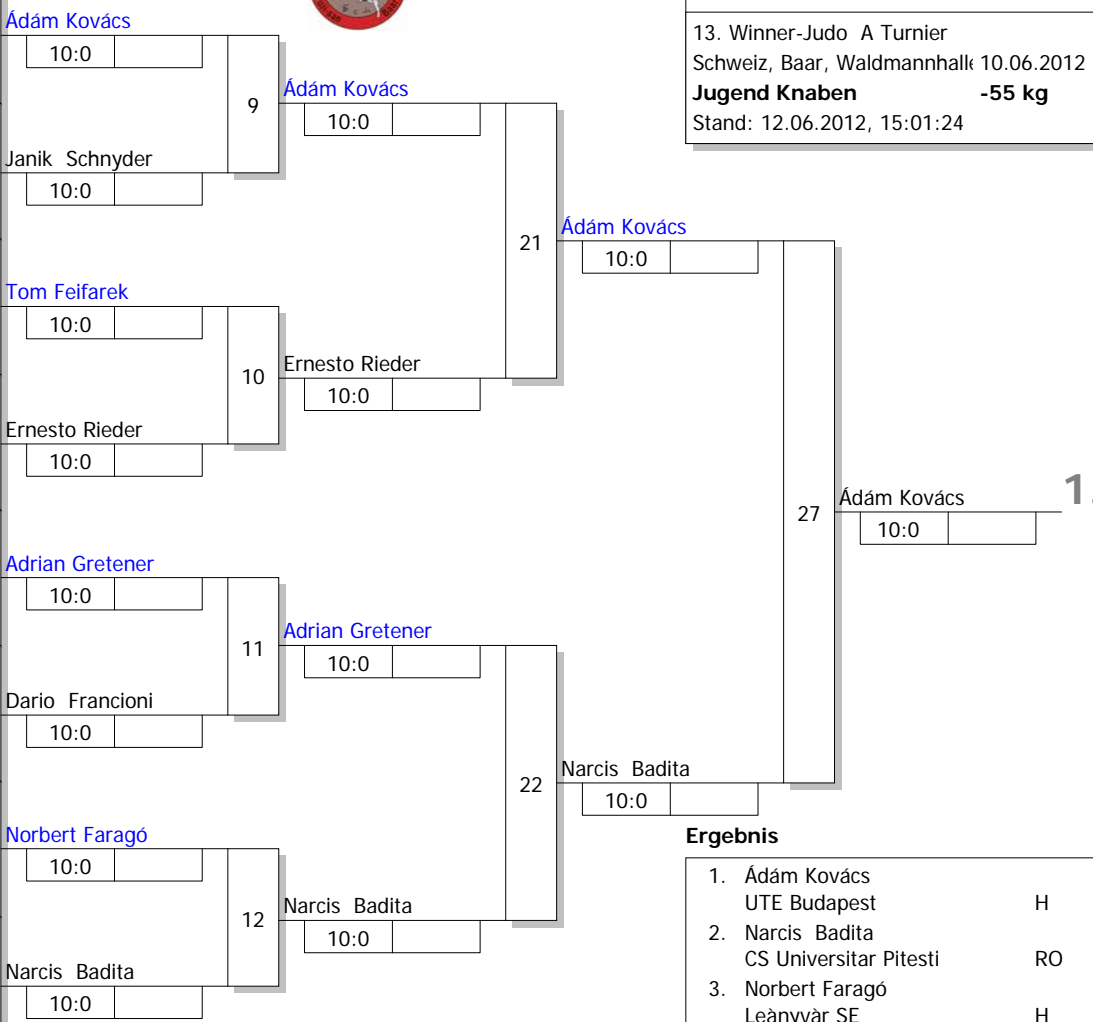 13. Winner-Judo A Turnier
Schweiz, Baar, Waldmannhalle 10.06.2012
Jugend Knaben -55 kg
Stand: 12.06.2012, 15:01:24
Ádám Kovács
10:0
9
Ádám Kovács
10:0
Janik Schnyder
10:0
21
Ádám Kovács
10:0
Tom Feifarek
10:0
10
Ernesto Rieder
10:0
Ernesto Rieder
10:0
27
Ádám Kovács
10:0
1.
Adrian Gretener
10:0
11
Adrian Gretener
10:0
Dario Francioni
10:0
22
Narcis Badita
10:0
Norbert Faragó
10:0
12
Narcis Badita
10:0
Narcis Badita
10:0
Ergebnis
1. Ádám Kovács
UTE Budapest H
2. Narcis Badita
CS Universitar Pitesti RO
3. Norbert Faragó
Leànyvàr SE H